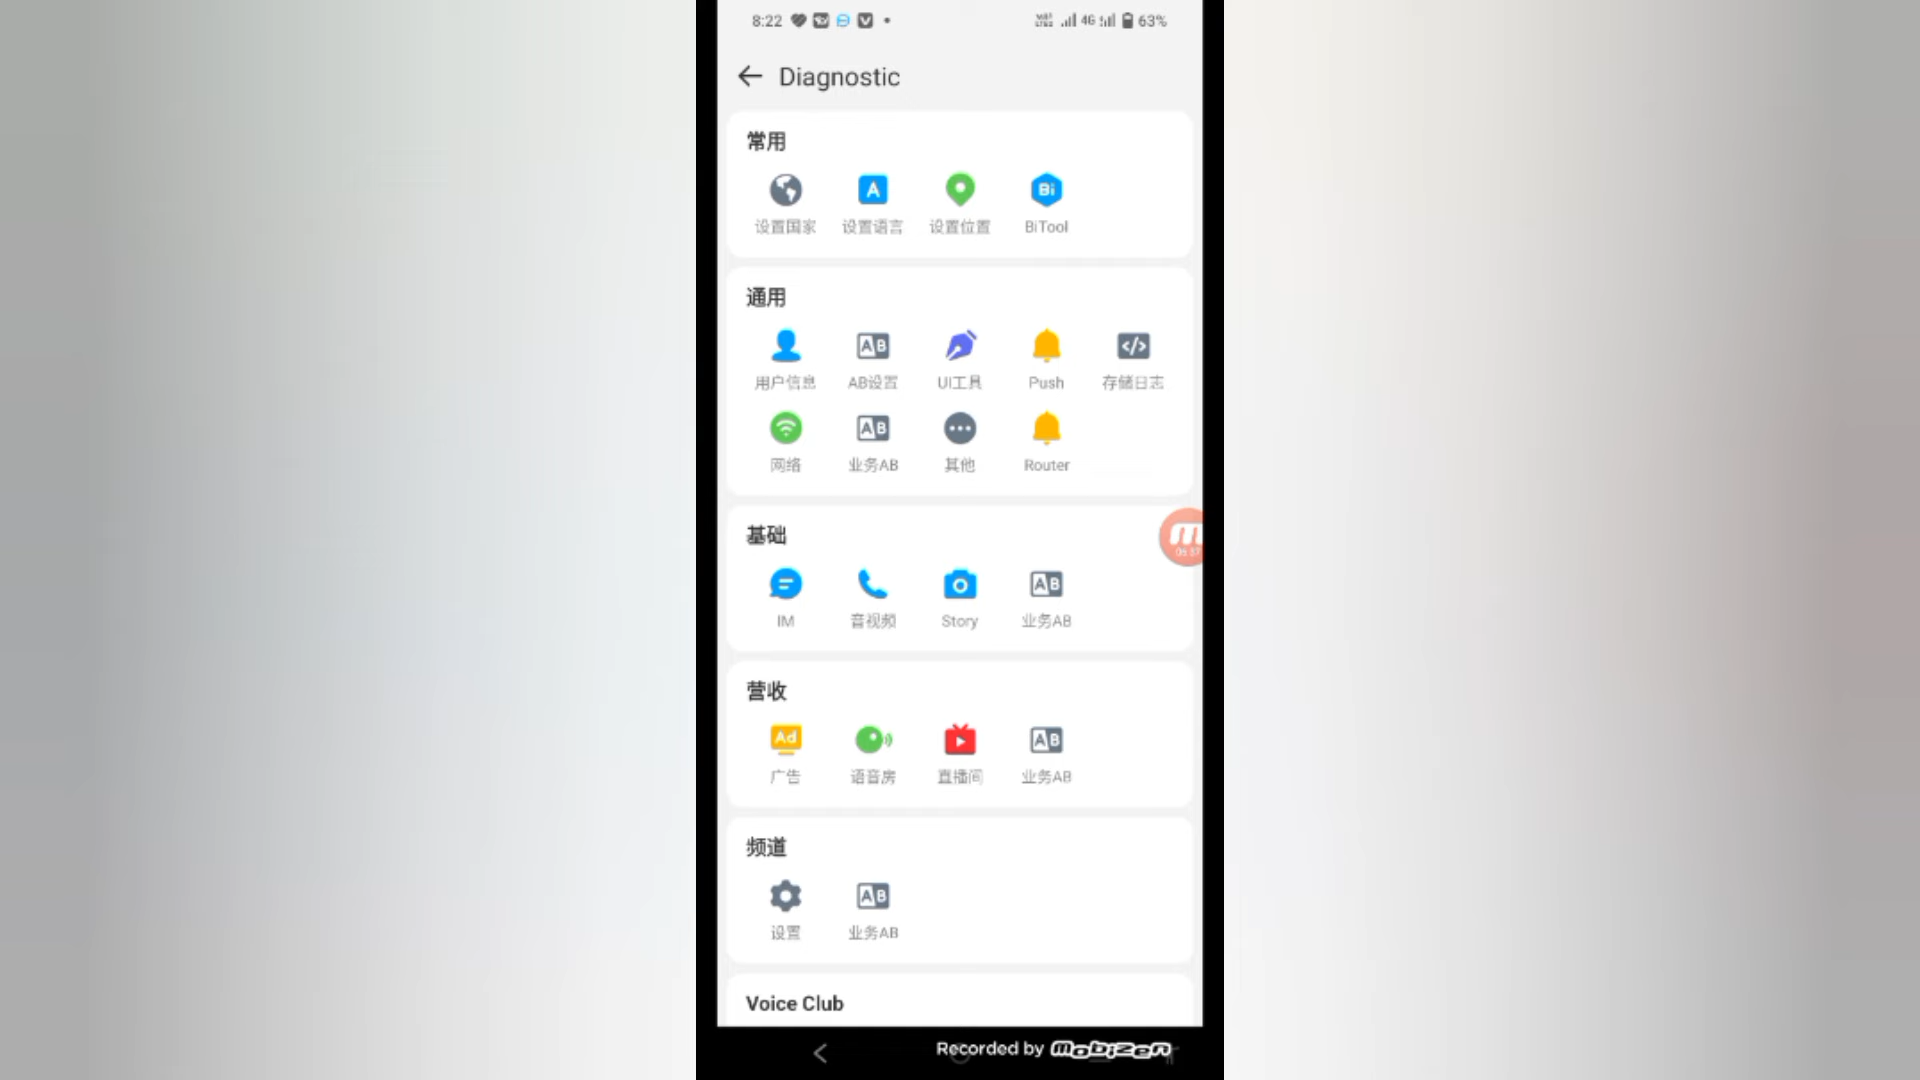 8:22 4G 63%
Diagnostic
常用
设置国家 设置语言 设置位置 BiTool
通用
用户信息 AB设置 UI工具 Push 存储日志
网络 业务AB 其他 Router
基础
IM 音视频 Story 业务AB
营收
广告 语音房 直播间 业务AB
频道
设置 业务AB
Voice Club
Recorded by mobizen